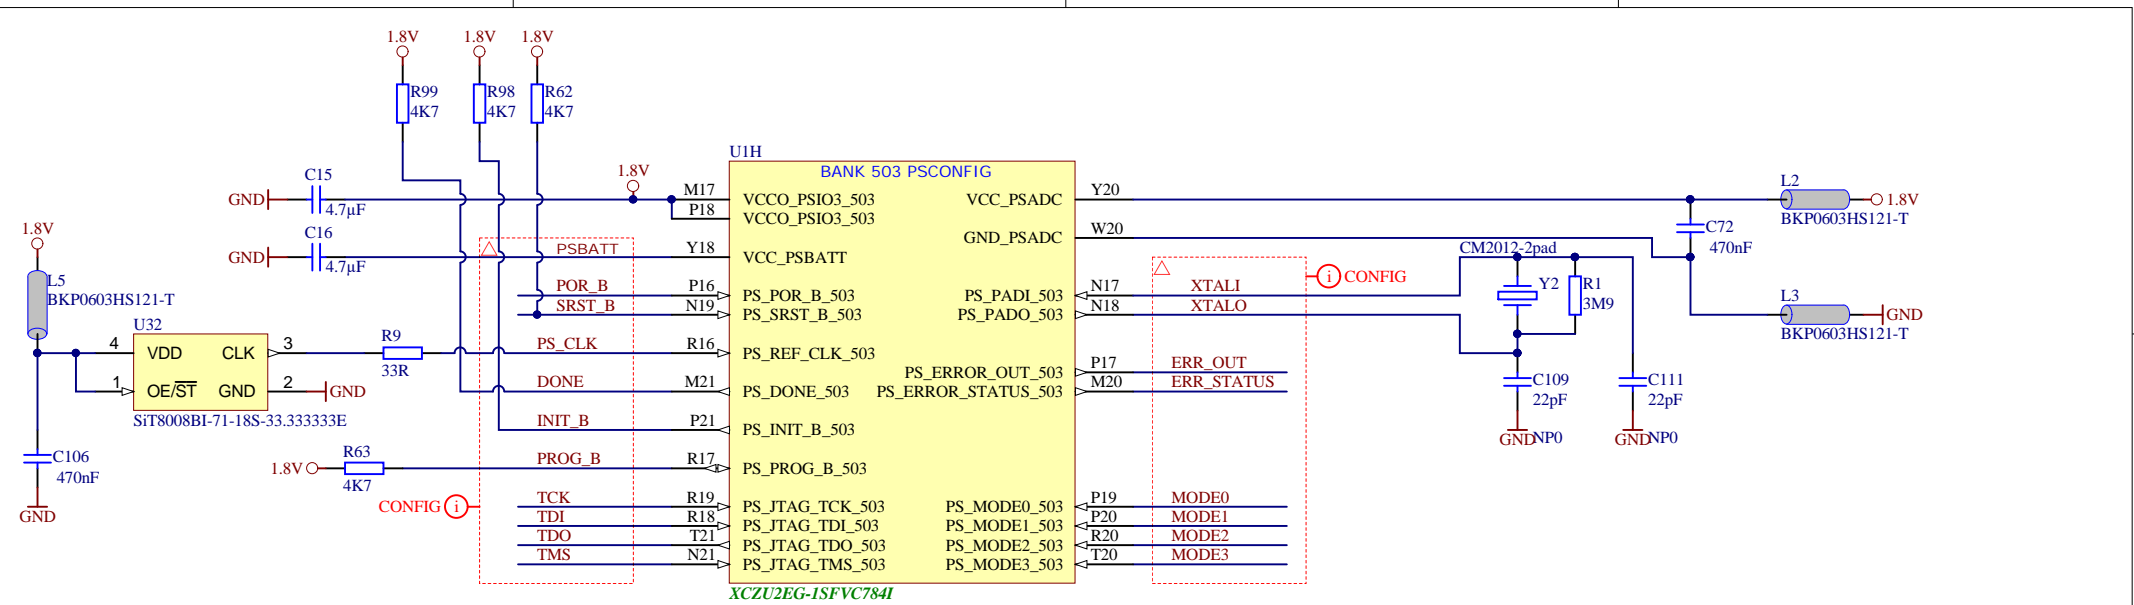 1.8V 1.8V 1.8V
R99 R98 R62
4K7 4K7 4K7
U1H
BANK 503 PSCONFIG
C15
1.8V
GND
4.7µF
M17 VCCO_PSIO3_503
P18 VCCO_PSIO3_503
VCC_PSADC Y20
L2
1.8V
BKP0603HS121-T
C72
470nF
1.8V
C16
GND
4.7µF
PSBATT
Y18 VCC_PSBATT
GND_PSADC W20
CM2012-2pad
L5
BKP0603HS121-T
POR_B P16 PS_POR_B_503
SRST_B N19 PS_SRST_B_503
PS_PADI_503 N17 XTALI
PS_PADO_503 N18 XTALO
i CONFIG
Y2
R1
3M9
L3
GND
BKP0603HS121-T
U32
4 VDD CLK 3
1 OE/ST GND 2
GND
SiT8008BI-71-18S-33.333333E
R9
33R
PS_CLK R16 PS_REF_CLK_503
DONE M21 PS_DONE_503
PS_ERROR_OUT_503 P17 ERR_OUT
PS_ERROR_STATUS_503 M20 ERR_STATUS
C109
22pF
GND NP0
C111
22pF
GND NP0
INIT_B P21 PS_INIT_B_503
C106
470nF
GND
1.8V
R63
4K7
PROG_B R17 PS_PROG_B_503
CONFIG i
TCK R19 PS_JTAG_TCK_503
TDI R18 PS_JTAG_TDI_503
TDO T21 PS_JTAG_TDO_503
TMS N21 PS_JTAG_TMS_503
PS_MODE0_503 P19 MODE0
PS_MODE1_503 P20 MODE1
PS_MODE2_503 R20 MODE2
PS_MODE3_503 T20 MODE3
XCZU2EG-1SFVC784I